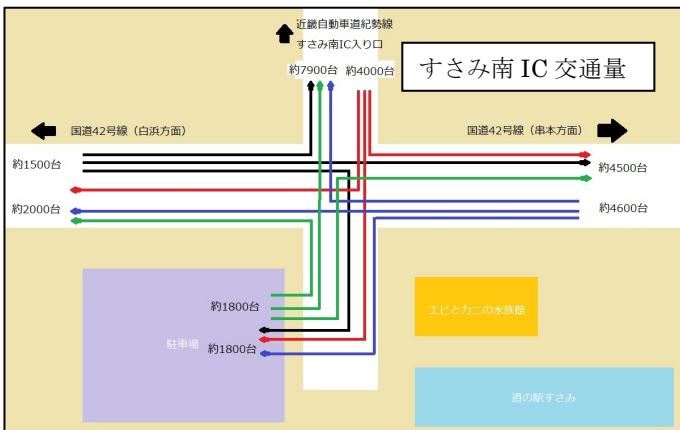 近畿自動車道紀勢線
すさみ南IC入り口
すさみ南 IC 交通量
約7900台 約4000台
国道42号線（白浜方面）
国道42号線（串本方面）
約1500台
約4500台
約2000台
約4600台
約1800台
エビとカニの水族館
駐車場
約1800台
道の駅すさみ